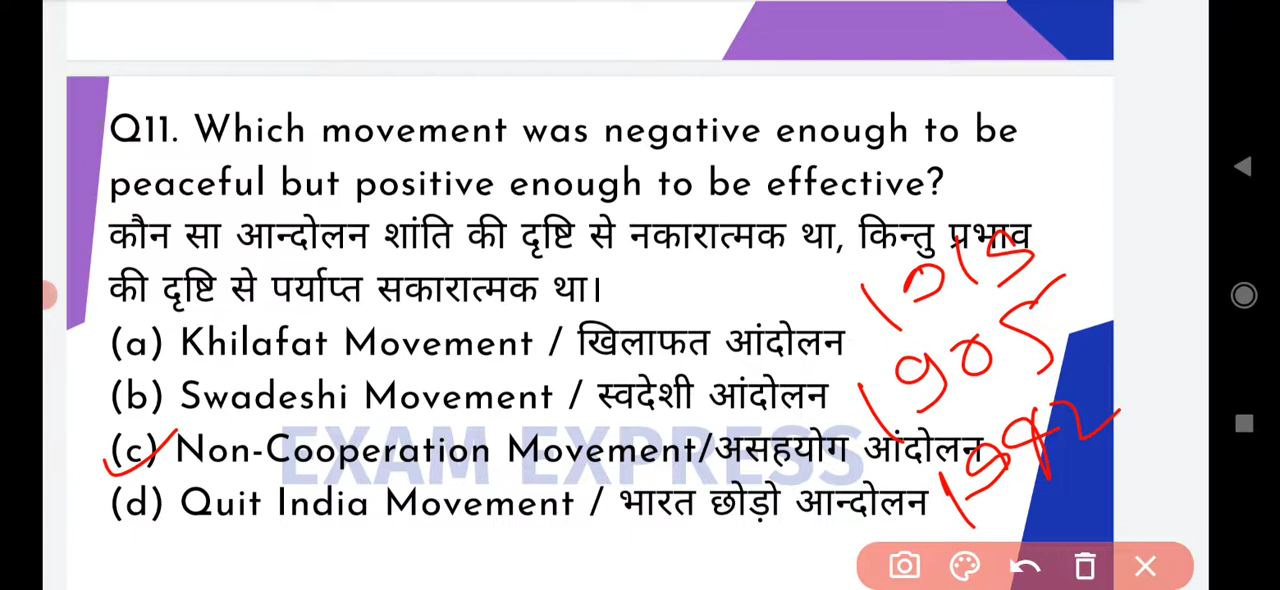 Q11. Which movement was negative enough to be
peaceful but positive enough to be effective?
कौन सा आन्दोलन शांति की दृष्टि से नकारात्मक था, किन्तु प्रभाव
की दृष्टि से पर्याप्त सकारात्मक था।
1919
(a) Khilafat Movement / खिलाफत आंदोलन
1905
(b) Swadeshi Movement / स्वदेशी आंदोलन
(c) Non-Cooperation Movement/असहयोग आंदोलन
1942
(d) Quit India Movement / भारत छोड़ो आन्दोलन
EXAM EXPRESS